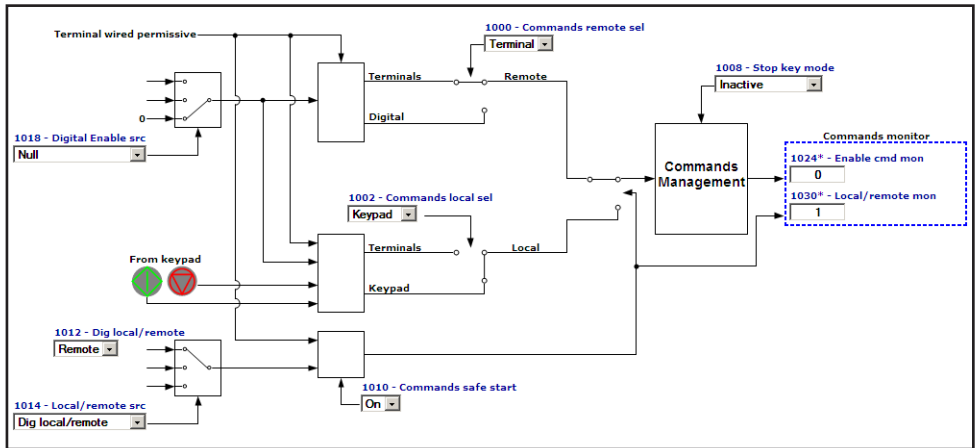 1000 - Commands remote sel
Terminal wired permissive
Terminal
Terminals
Remote
1008 - Stop key mode
Inactive
0
Digital
1018 - Digital Enable src
Null
Commands monitor
1024* - Enable cmd mon
0
Commands
Management
1030* - Local/remote mon
1
1002 - Commands local sel
Keypad
Terminals
Local
From keypad
Keypad
1012 - Dig local/remote
Remote
1010 - Commands safe start
On
1014 - Local/remote src
Dig local/remote